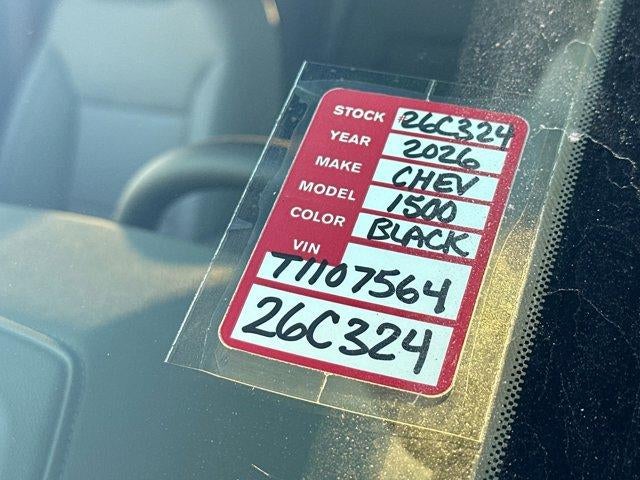 STOCK 26C324
YEAR 2026
MAKE CHEV
MODEL 1500
COLOR BLACK
VIN
T1107564
26C324